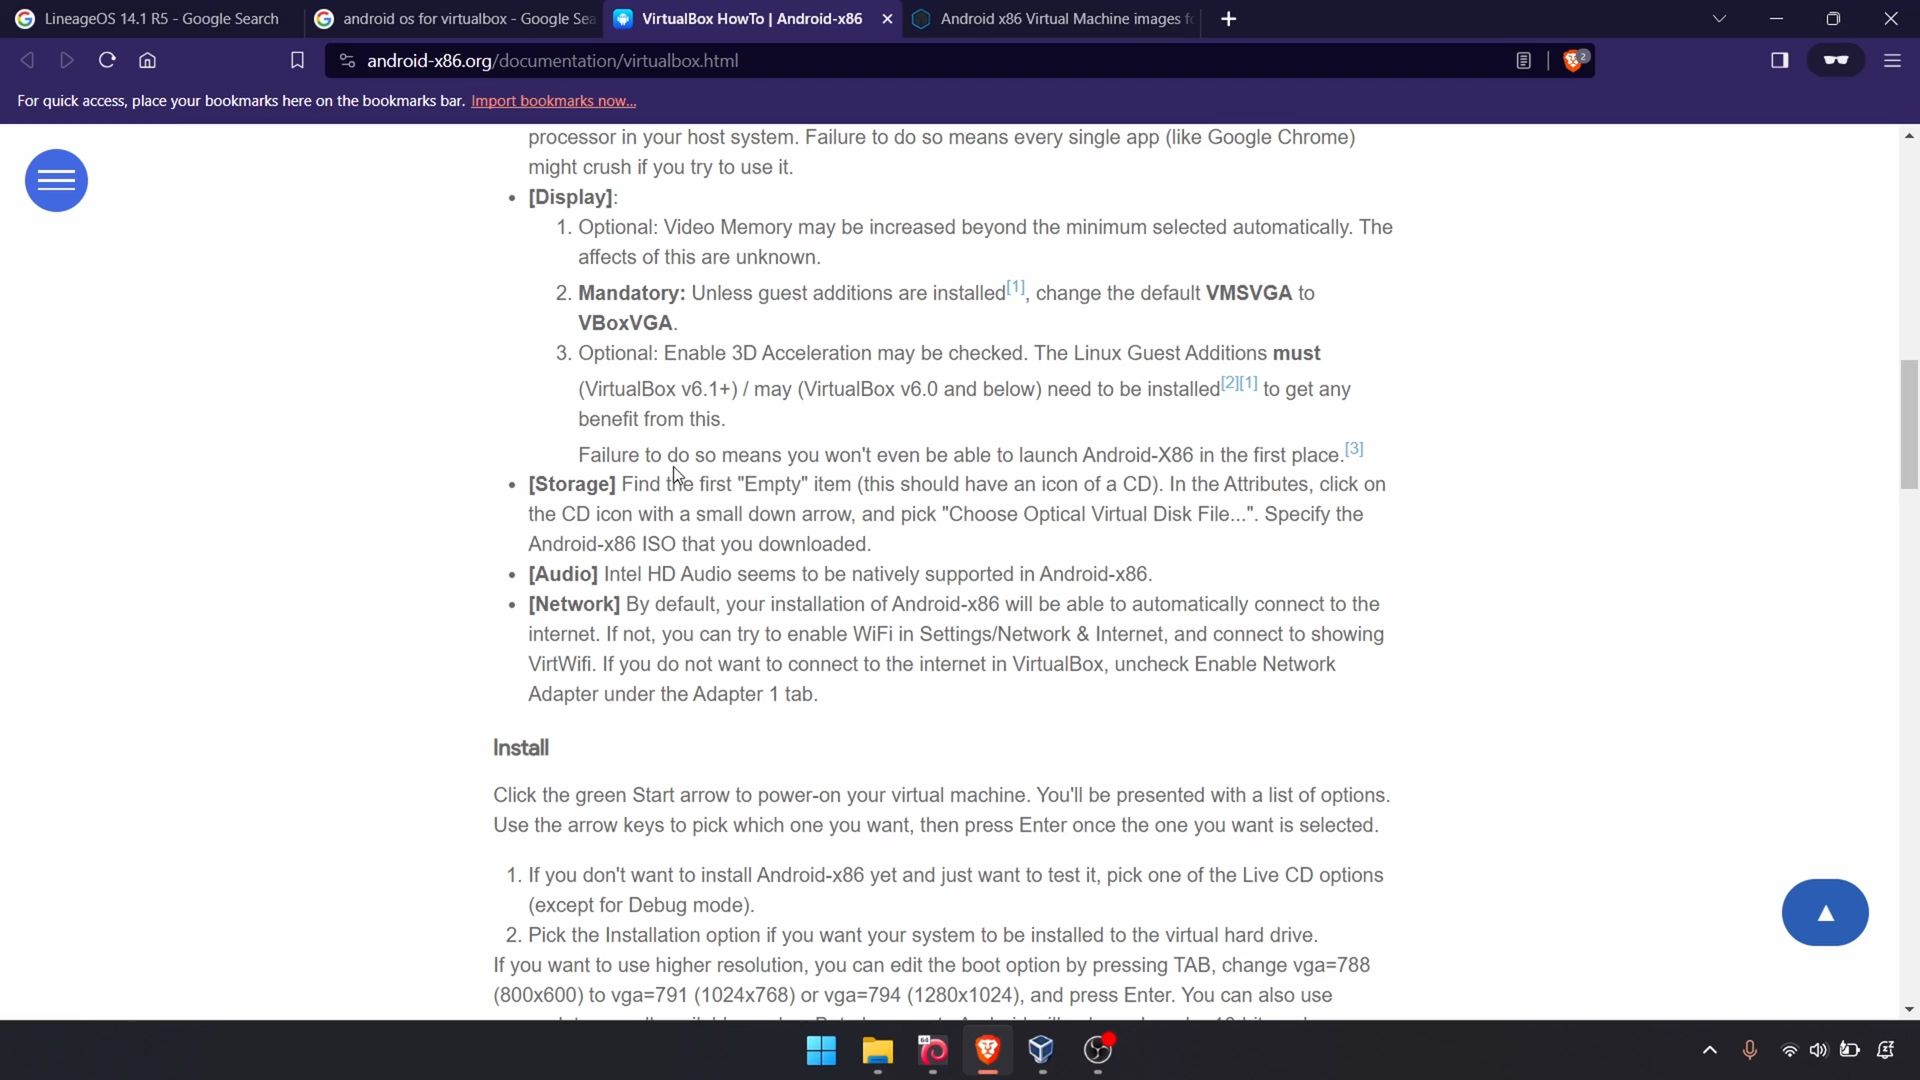 LineageOS 14.1 R5 - Google Search
android os for virtualbox - Google Sea
VirtualBox HowTo | Android-x86
Android x86 Virtual Machine images fo
android-x86.org/documentation/virtualbox.html
2
For quick access, place your bookmarks here on the bookmarks bar. Import bookmarks now...
processor in your host system. Failure to do so means every single app (like Google Chrome)
might crush if you try to use it.
• [Display]:
1. Optional: Video Memory may be increased beyond the minimum selected automatically. The
affects of this are unknown.
2. Mandatory: Unless guest additions are installed[1], change the default VMSVGA to
VBoxVGA.
3. Optional: Enable 3D Acceleration may be checked. The Linux Guest Additions must
(VirtualBox v6.1+) / may (VirtualBox v6.0 and below) need to be installed[2][1] to get any
benefit from this.
Failure to do so means you won't even be able to launch Android-X86 in the first place.[3]
• [Storage] Find the first "Empty" item (this should have an icon of a CD). In the Attributes, click on
the CD icon with a small down arrow, and pick "Choose Optical Virtual Disk File...". Specify the
Android-x86 ISO that you downloaded.
• [Audio] Intel HD Audio seems to be natively supported in Android-x86.
• [Network] By default, your installation of Android-x86 will be able to automatically connect to the
internet. If not, you can try to enable WiFi in Settings/Network & Internet, and connect to showing
VirtWifi. If you do not want to connect to the internet in VirtualBox, uncheck Enable Network
Adapter under the Adapter 1 tab.
Install
Click the green Start arrow to power-on your virtual machine. You'll be presented with a list of options.
Use the arrow keys to pick which one you want, then press Enter once the one you want is selected.
1. If you don't want to install Android-x86 yet and just want to test it, pick one of the Live CD options
(except for Debug mode).
2. Pick the Installation option if you want your system to be installed to the virtual hard drive.
If you want to use higher resolution, you can edit the boot option by pressing TAB, change vga=788
(800x600) to vga=791 (1024x768) or vga=794 (1280x1024), and press Enter. You can also use
64